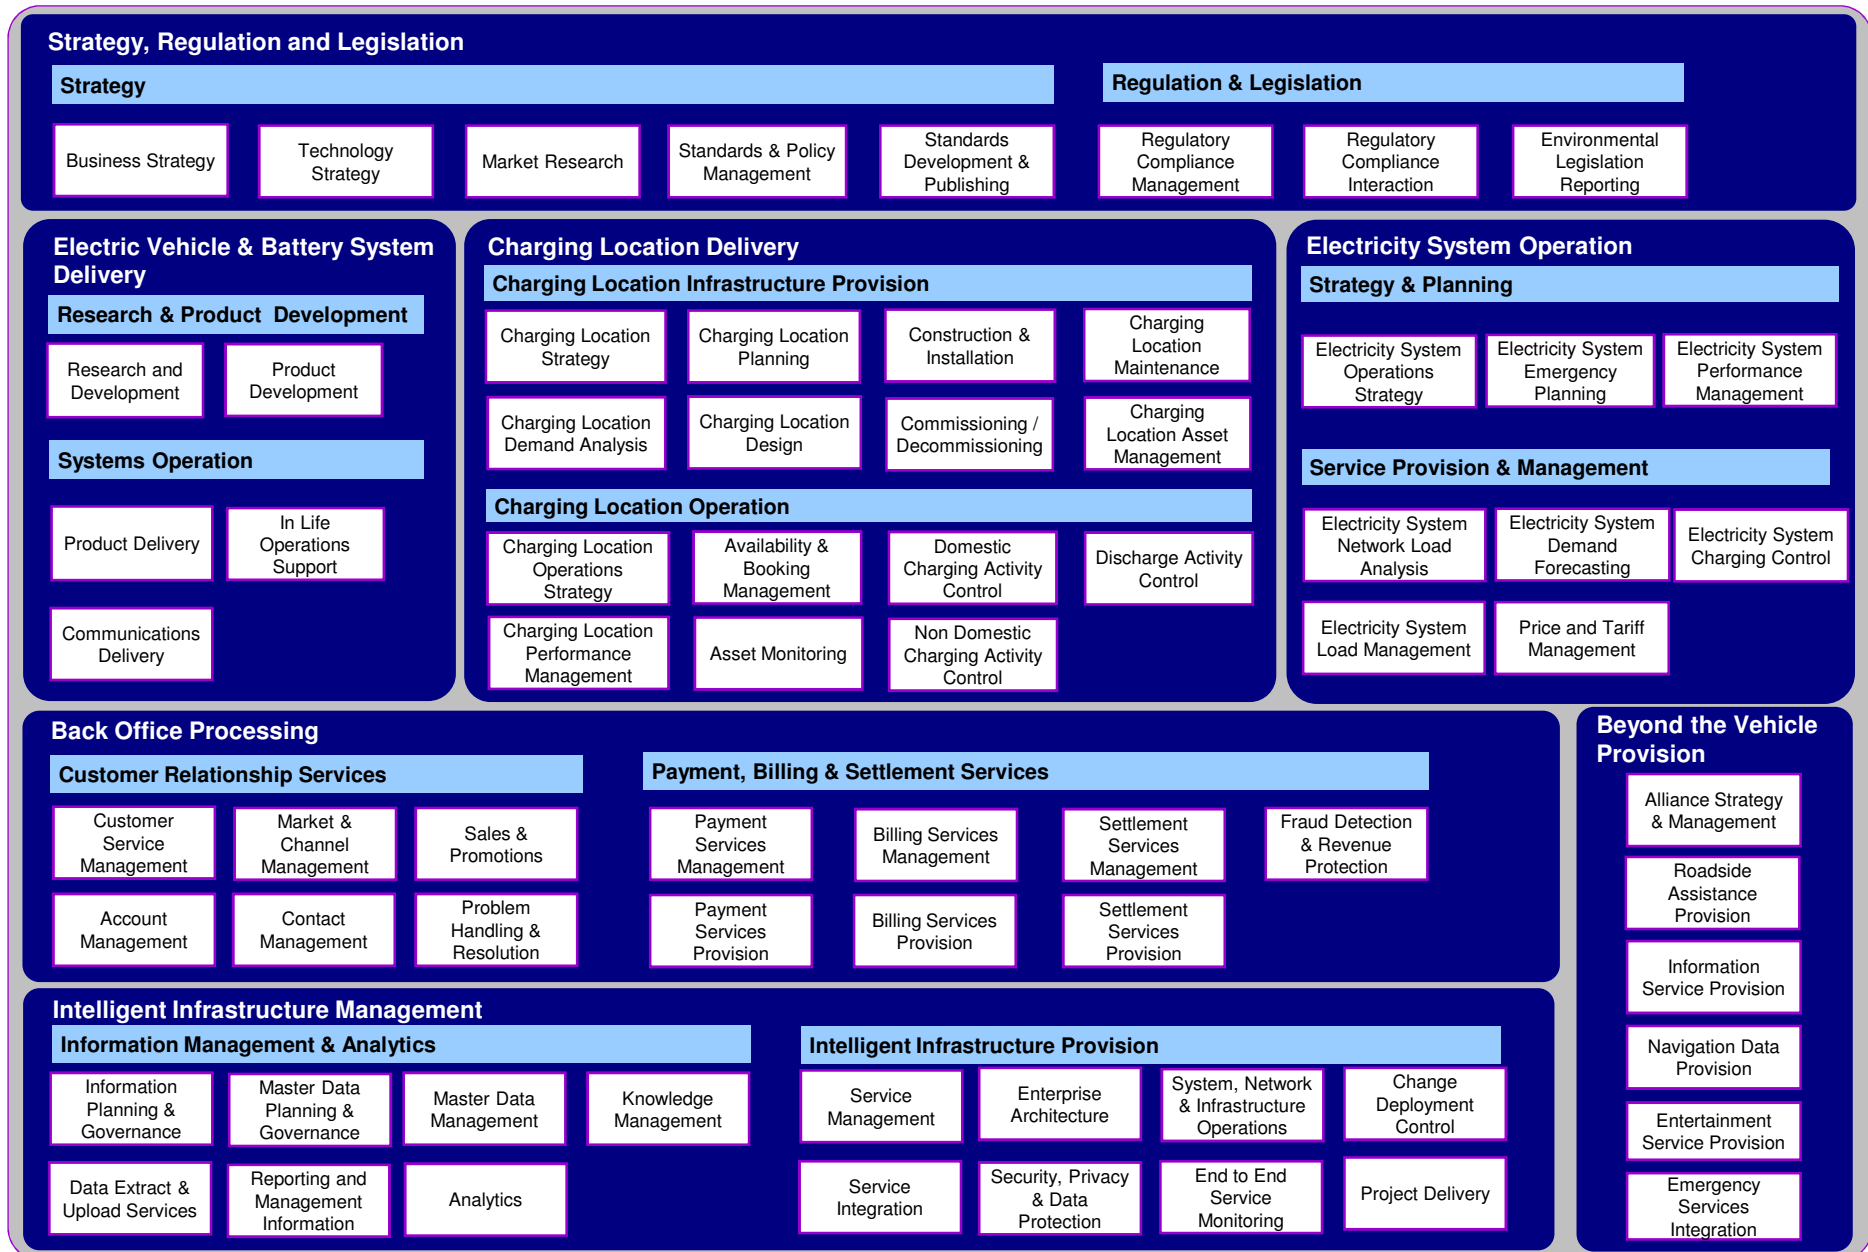 Strategy, Regulation and Legislation
Strategy
Business Strategy
Technology
Strategy
Market Research
Standards & Policy
Management
Standards
Development &
Publishing
Regulation & Legislation
Regulatory
Compliance
Management
Regulatory
Compliance
Interaction
Environmental
Legislation
Reporting
Electric Vehicle & Battery System
Delivery
Research & Product Development
Research and
Development
Product
Development
Systems Operation
Product Delivery
In Life
Operations
Support
Communications
Delivery
Charging Location Delivery
Charging Location Infrastructure Provision
Charging Location
Strategy
Charging Location
Planning
Construction &
Installation
Charging
Location
Maintenance
Charging Location
Demand Analysis
Charging Location
Design
Commissioning /
Decommissioning
Charging
Location Asset
Management
Charging Location Operation
Charging Location
Operations
Strategy
Availability &
Booking
Management
Domestic
Charging Activity
Control
Discharge Activity
Control
Charging Location
Performance
Management
Asset Monitoring
Non Domestic
Charging Activity
Control
Electricity System Operation
Strategy & Planning
Electricity System
Operations
Strategy
Electricity System
Emergency
Planning
Electricity System
Performance
Management
Service Provision & Management
Electricity System
Network Load
Analysis
Electricity System
Demand
Forecasting
Electricity System
Charging Control
Electricity System
Load Management
Price and Tariff
Management
Back Office Processing
Customer Relationship Services
Customer
Service
Management
Market &
Channel
Management
Sales &
Promotions
Account
Management
Contact
Management
Problem
Handling &
Resolution
Payment, Billing & Settlement Services
Payment
Services
Management
Billing Services
Management
Settlement
Services
Management
Fraud Detection
& Revenue
Protection
Payment
Services
Provision
Billing Services
Provision
Settlement
Services
Provision
Beyond the Vehicle
Provision
Alliance Strategy
& Management
Roadside
Assistance
Provision
Information
Service Provision
Navigation Data
Provision
Entertainment
Service Provision
Emergency
Services
Integration
Intelligent Infrastructure Management
Information Management & Analytics
Information
Planning &
Governance
Master Data
Planning &
Governance
Master Data
Management
Knowledge
Management
Data Extract &
Upload Services
Reporting and
Management
Information
Analytics
Intelligent Infrastructure Provision
Service
Management
Enterprise
Architecture
System, Network
& Infrastructure
Operations
Change
Deployment
Control
Service
Integration
Security, Privacy
& Data
Protection
End to End
Service
Monitoring
Project Delivery